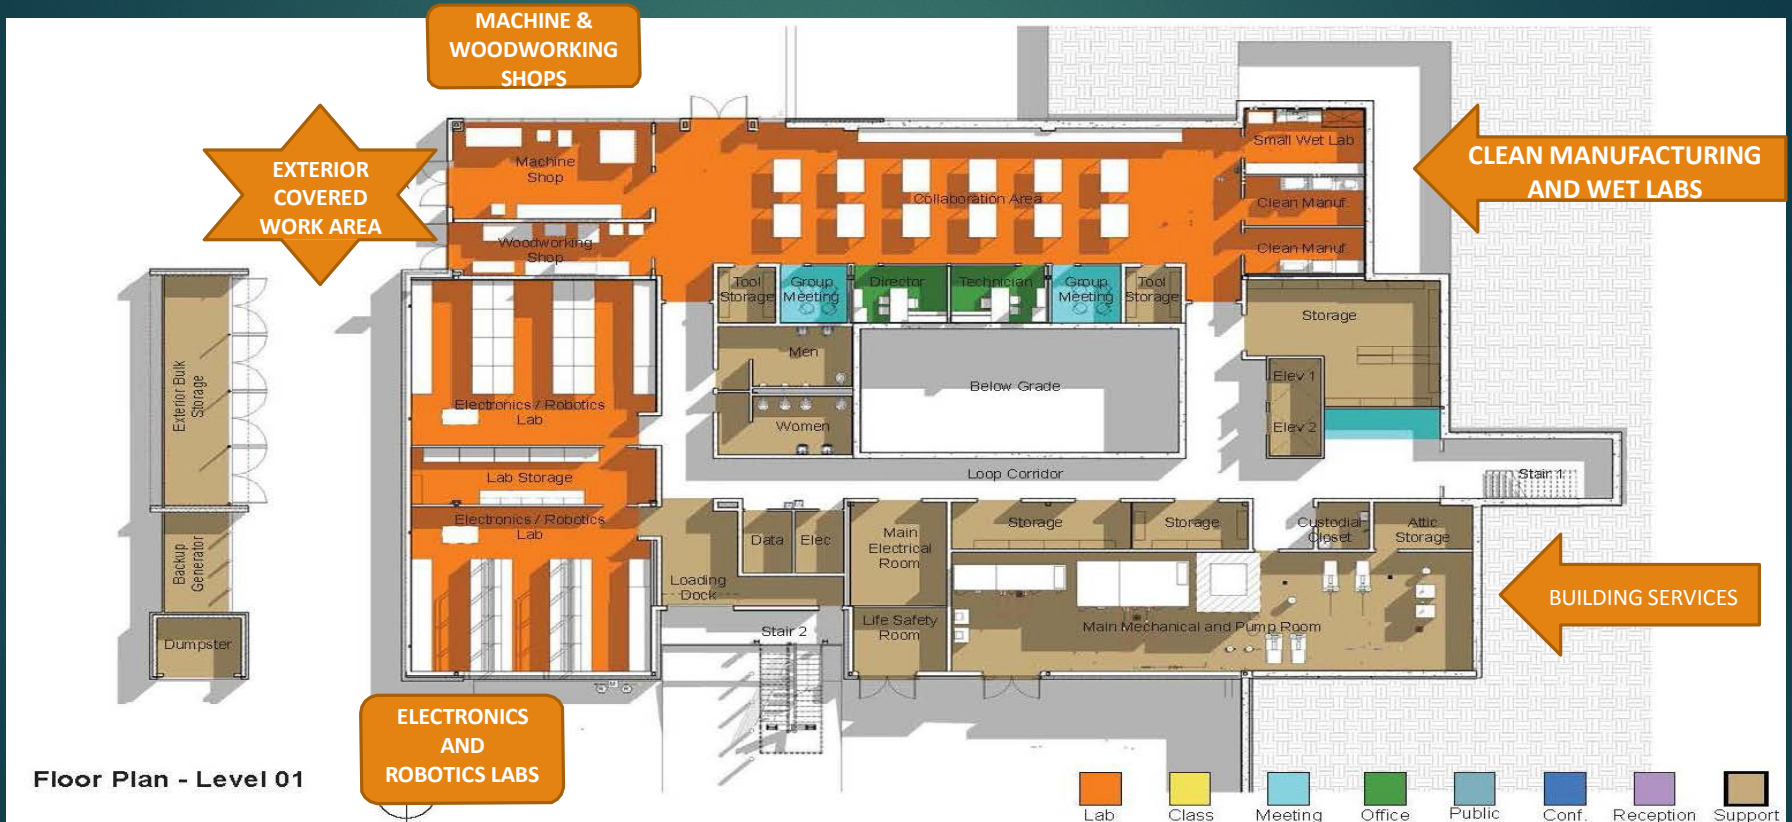 MACHINE &
WOODWORKING
SHOPS
EXTERIOR
COVERED
WORK AREA
CLEAN MANUFACTURING
AND WET LABS
Machine
Shop
Woodworking
Shop
Collaboration Area
Small Wet Lab
Clean Manuf.
Clean Manuf.
Tool
Storage
Group
Meeting
Director
Technician
Group
Meeting
Tool
Storage
Storage
Men
Women
Below Grade
Elev 1
Elev 2
Exterior Bulk
Storage
Electronics / Robotics
Lab
Lab Storage
Electronics / Robotics
Lab
Loop Corridor
Stair 1
Backup
Generator
Dumpster
Data
Elec
Main
Electrical
Room
Storage
Storage
Custodial
Closet
Attic
Storage
Loading
Dock
Stair 2
Life Safety
Room
Main Mechanical and Pump Room
BUILDING SERVICES
ELECTRONICS
AND
ROBOTICS LABS
Floor Plan - Level 01
Lab
Class
Meeting
Office
Public
Conf.
Reception
Support